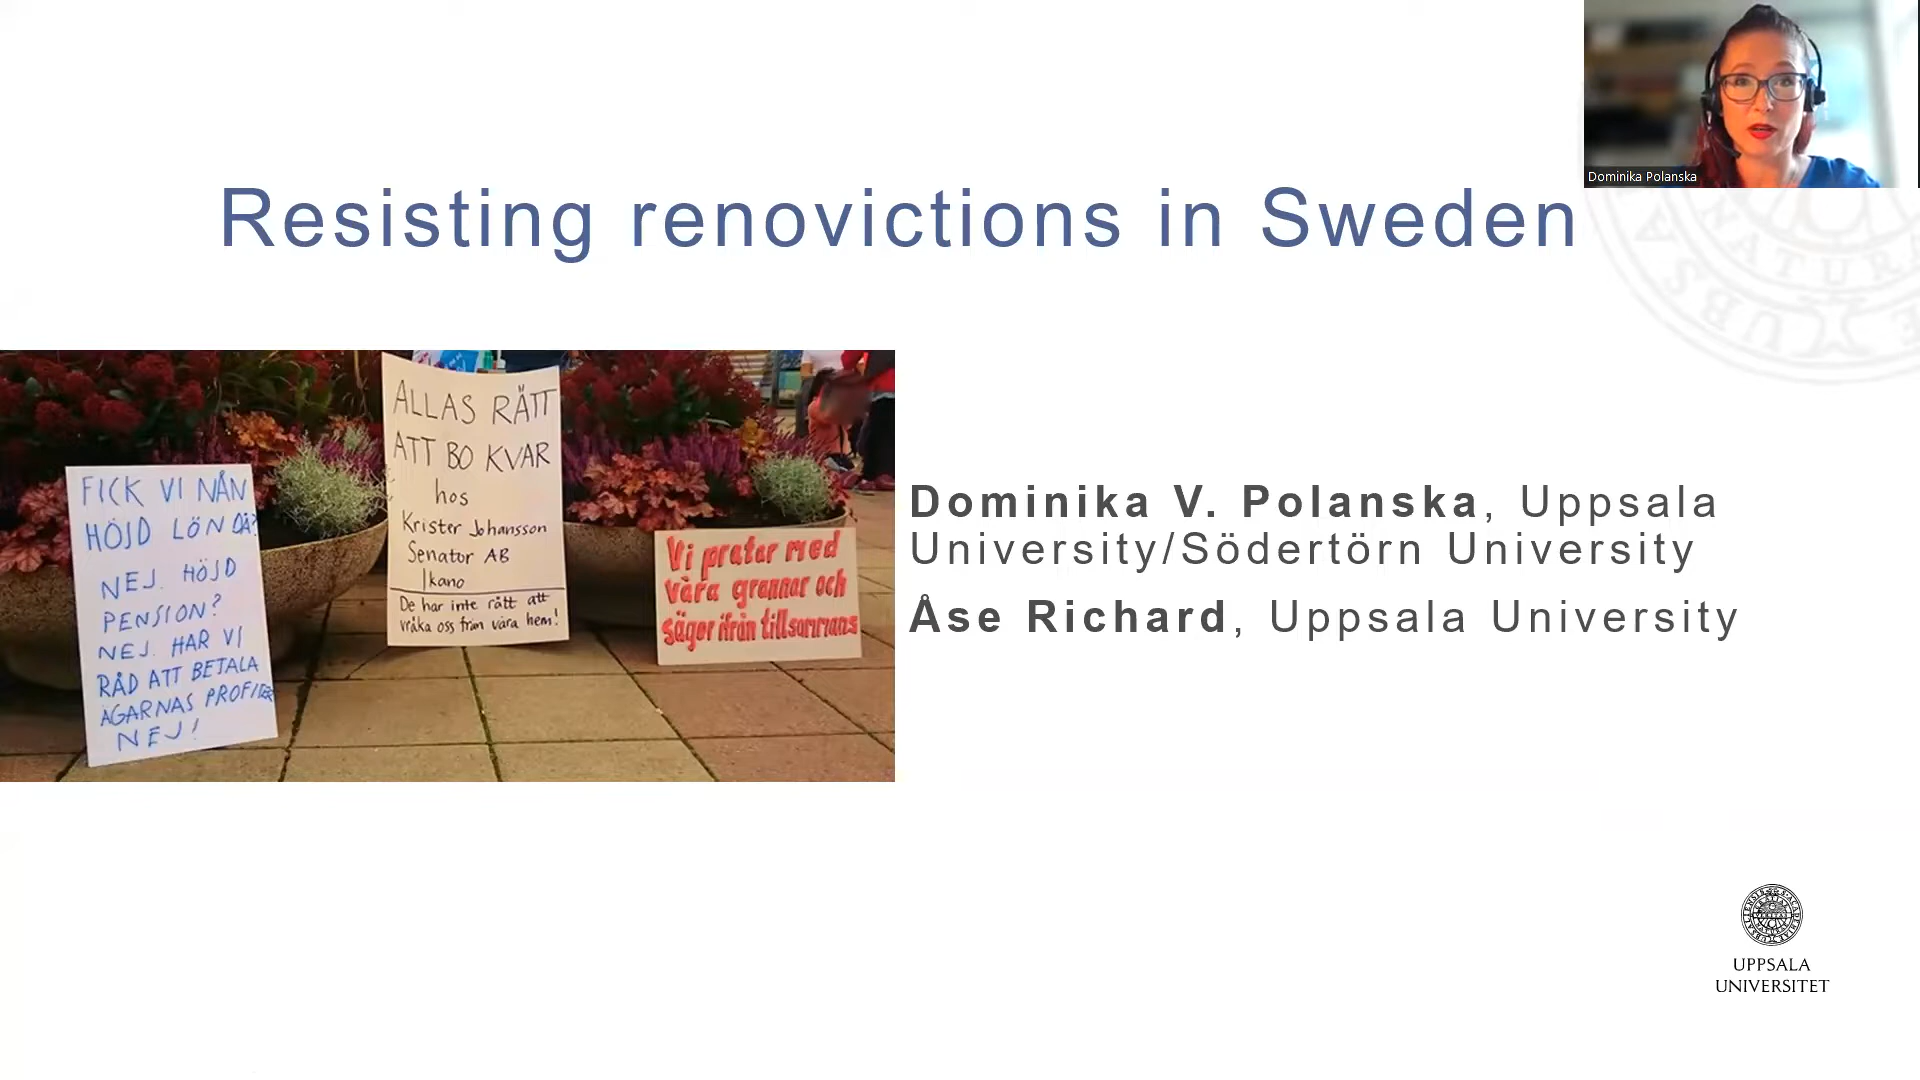 Dominika Polanska
Resisting renovictions in Sweden
FICK VI NÅN
HÖJD LÖN DÅ?
NEJ. HÖJD
PENSION?
NEJ. HAR VI
RÅD ATT BETALA
ÄGARNAS PROFITER
NEJ!
ALLAS RÄTT
ATT BO KVAR
hos
Krister Johansson
Senator AB
Ikano
De har inte rätt att
vräka oss från våra hem!
Vi pratar med
våra grannar och
säger ifrån tillsammans
Dominika V. Polanska, Uppsala
University/Södertörn University
Åse Richard, Uppsala University
UPPSALA
UNIVERSITET